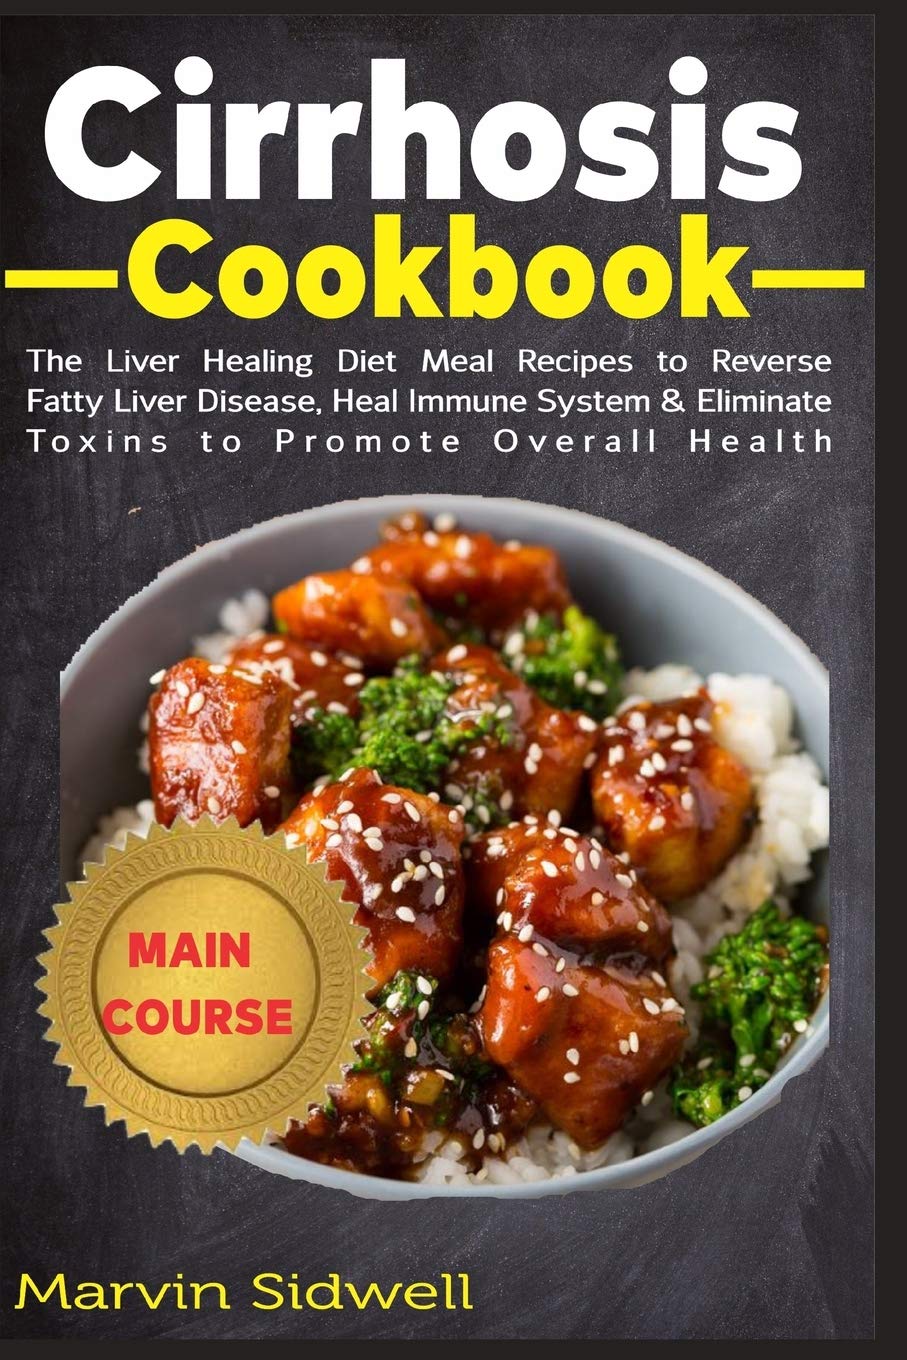 Cirrhosis
—Cookbook—
The Liver Healing Diet Meal Recipes to Reverse
Fatty Liver Disease, Heal Immune System & Eliminate
Toxins to Promote Overall Health
MAIN
COURSE
Marvin Sidwell